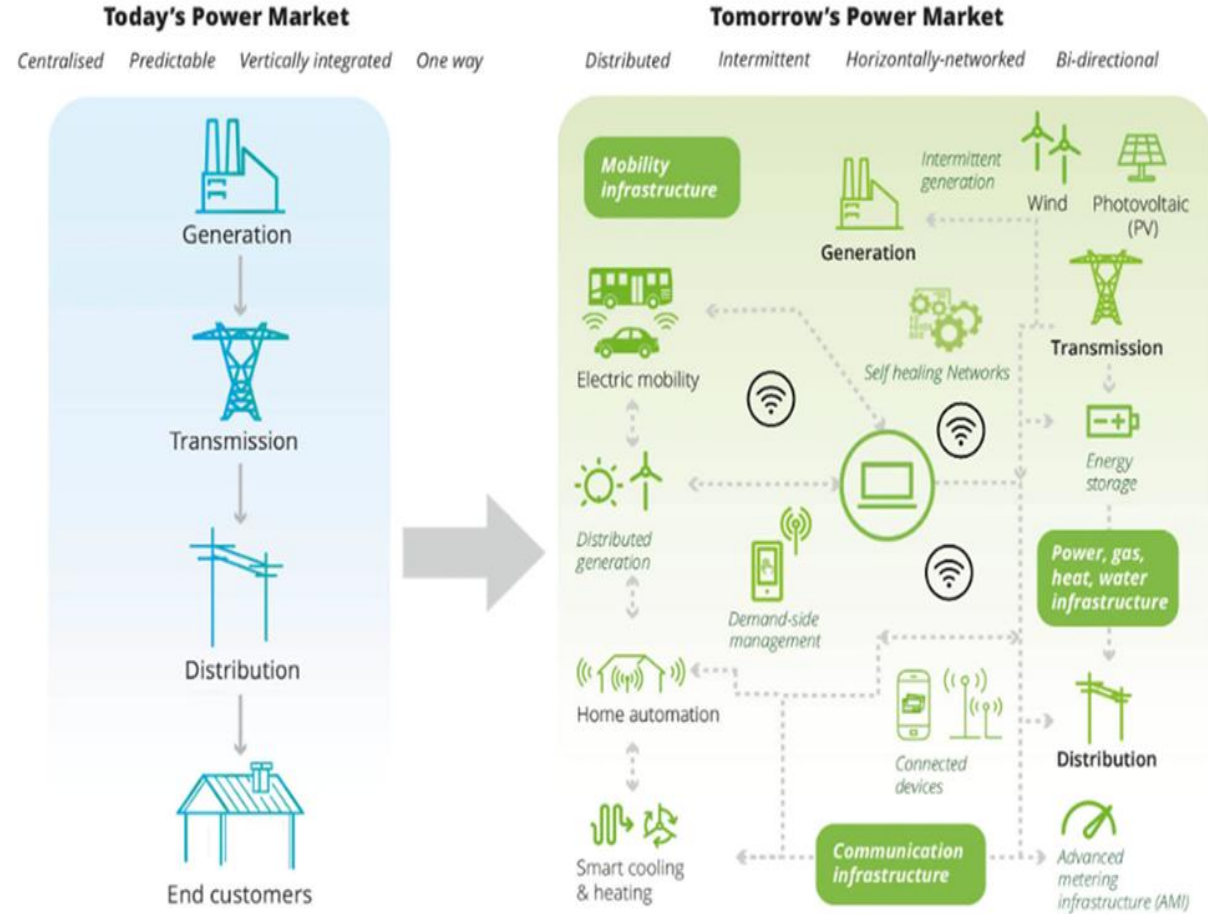 Today's Power Market
Centralised Predictable Vertically integrated One way
Generation
Transmission
Distribution
End customers
Tomorrow's Power Market
Distributed Intermittent Horizontally-networked Bi-directional
Mobility
infrastructure
Intermittent
generation
Wind
Photovoltaic
(PV)
Generation
Electric mobility
Self healing Networks
Transmission
Energy
storage
Distributed
generation
Demand-side
management
Power, gas,
heat, water
infrastructure
Home automation
Connected
devices
Distribution
Smart cooling
& heating
Communication
infrastructure
Advanced
metering
infrastructure (AMI)